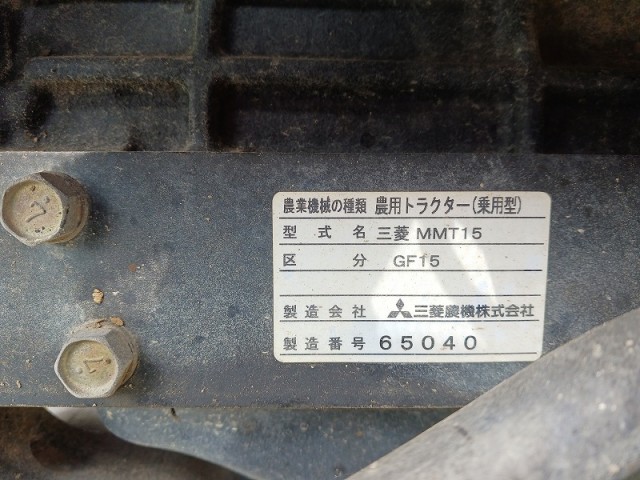 農業機械の種類 農用トラクター(乗用型)
型式名 三菱 MMT15
区分 GF15
製造会社 三菱農機株式会社
製造番号 65040
7
7